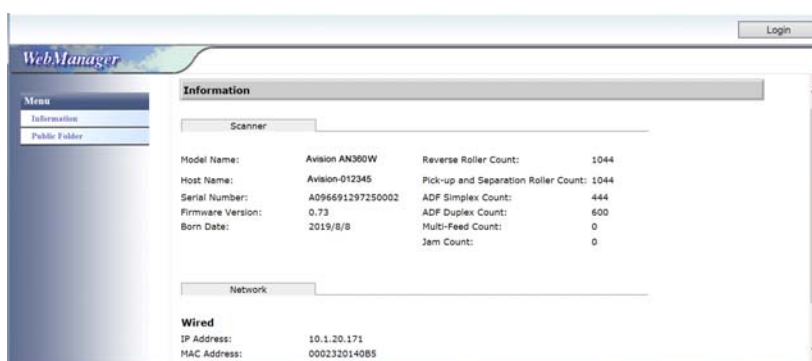 Login
WebManager
Menu
Information
Public Folder
Information
Scanner
Model Name: Avision AN360W Reverse Roller Count: 1044
Host Name: Avision-012345 Pick-up and Separation Roller Count: 1044
Serial Number: A096691297250002 ADF Simplex Count: 444
Firmware Version: 0.73 ADF Duplex Count: 600
Born Date: 2019/8/8 Multi-Feed Count: 0
Jam Count: 0
Network
Wired
IP Address: 10.1.20.171
MAC Address: 0002320140B5